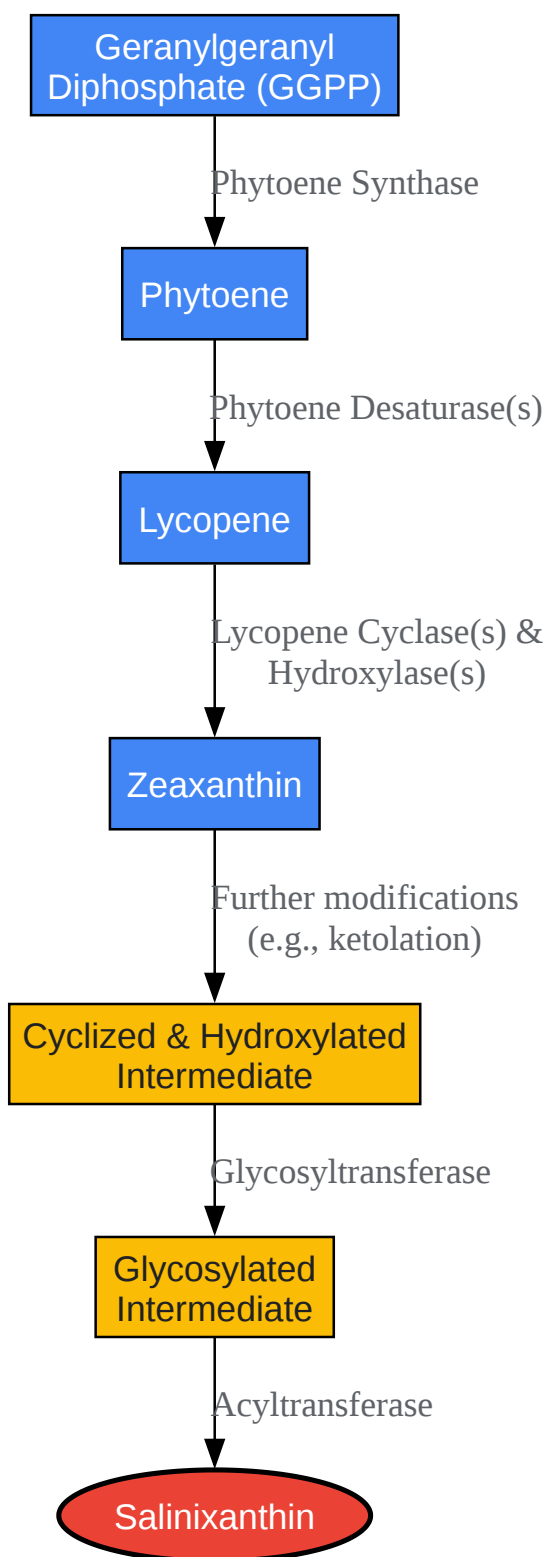 Geranylgeranyl
Diphosphate (GGPP)
Phytoene Synthase
Phytoene
Phytoene Desaturase(s)
Lycopene
Lycopene Cyclase(s) &
Hydroxylase(s)
Zeaxanthin
Further modifications
(e.g., ketolation)
Cyclized & Hydroxylated
Intermediate
Glycosyltransferase
Glycosylated
Intermediate
Acyltransferase
Salinixanthin